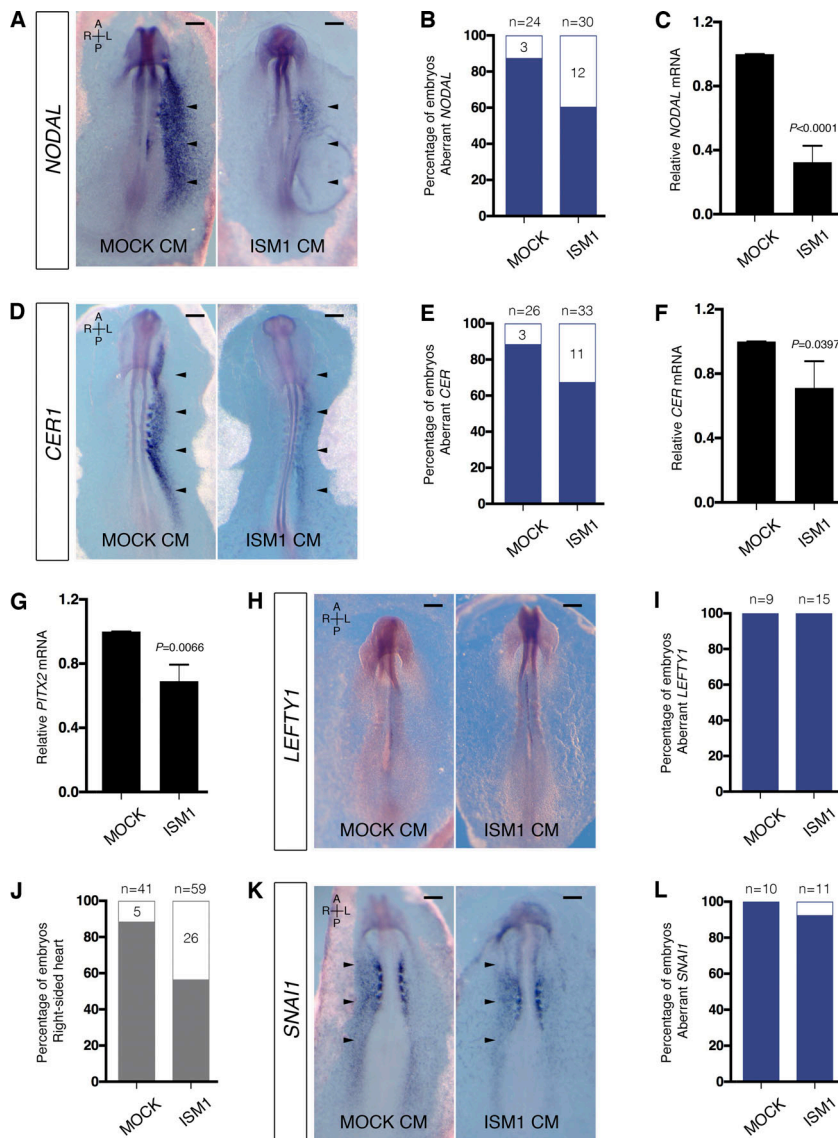 A
A
R L
P
NODAL
MOCK CM
ISM1 CM
B
n=24 n=30
Percentage of embryos
Aberrant NODAL
100
80
60
40
20
0
3
12
MOCK
ISM1
C
Relative NODAL mRNA
1.2
0.8
0.4
0.0
P<0.0001
MOCK
ISM1
D
A
R L
P
CER1
MOCK CM
ISM1 CM
E
n=26 n=33
Percentage of embryos
Aberrant CER
100
80
60
40
20
0
3
11
MOCK
ISM1
F
Relative CER mRNA
1.2
0.8
0.4
0.0
P=0.0397
MOCK
ISM1
G
Relative PITX2 mRNA
1.2
0.8
0.4
0.0
P=0.0066
MOCK
ISM1
H
A
R L
P
LEFTY1
MOCK CM
ISM1 CM
I
n=9 n=15
Percentage of embryos
Aberrant LEFTY1
100
80
60
40
20
0
MOCK
ISM1
J
n=41 n=59
Percentage of embryos
Right-sided heart
100
80
60
40
20
0
5
26
MOCK
ISM1
K
A
R L
P
SNAI1
MOCK CM
ISM1 CM
L
n=10 n=11
Percentage of embryos
Aberrant SNAI1
100
80
60
40
20
0
MOCK
ISM1